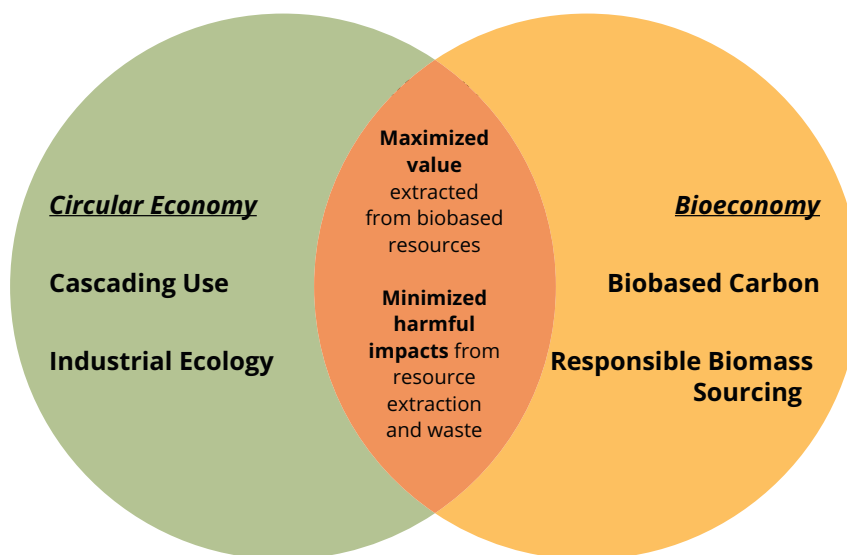 Circular Economy
Cascading Use
Industrial Ecology
Maximized
value
extracted
from biobased
resources
Minimized
harmful
impacts from
resource
extraction
and waste
Bioeconomy
Biobased Carbon
Responsible Biomass
Sourcing